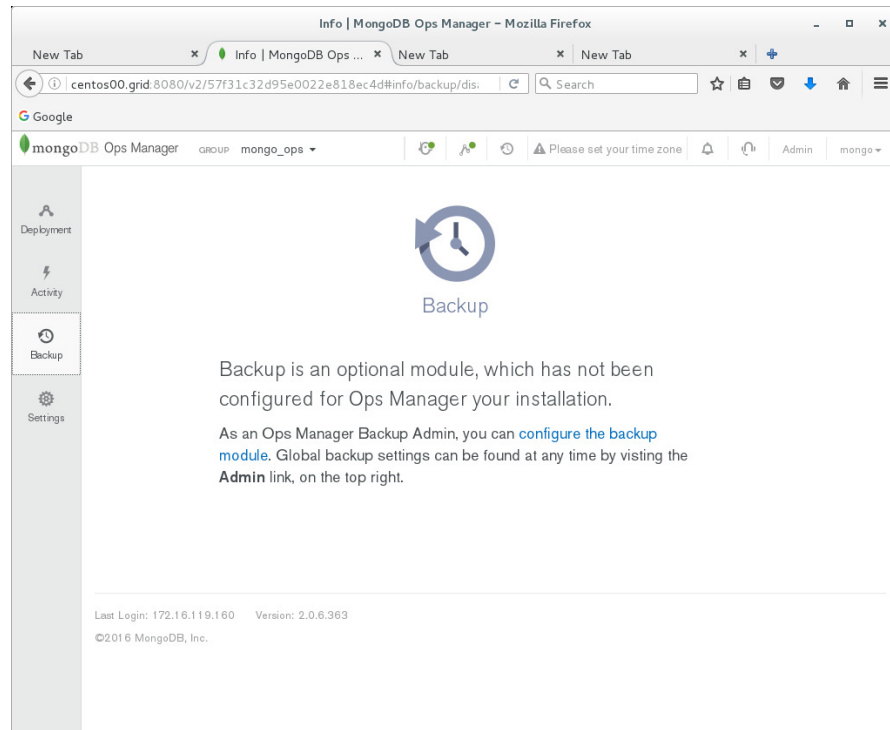 Info | MongoDB Ops Manager - Mozilla Firefox
New Tab
Info | MongoDB Ops ...
New Tab
New Tab
centos00.grid:8080/v2/57f31c32d95e0022e818ec4d#info/backup/dis
Search
Google
mongoDB Ops Manager GROUP mongo_ops Please set your time zone Admin mongo
Deployment
Activity
Backup
Settings
Backup
Backup is an optional module, which has not been
configured for Ops Manager your installation.
As an Ops Manager Backup Admin, you can configure the backup
module. Global backup settings can be found at any time by visting the
Admin link, on the top right.
Last Login: 172.16.119.160 Version: 2.0.6.363
©2016 MongoDB, Inc.